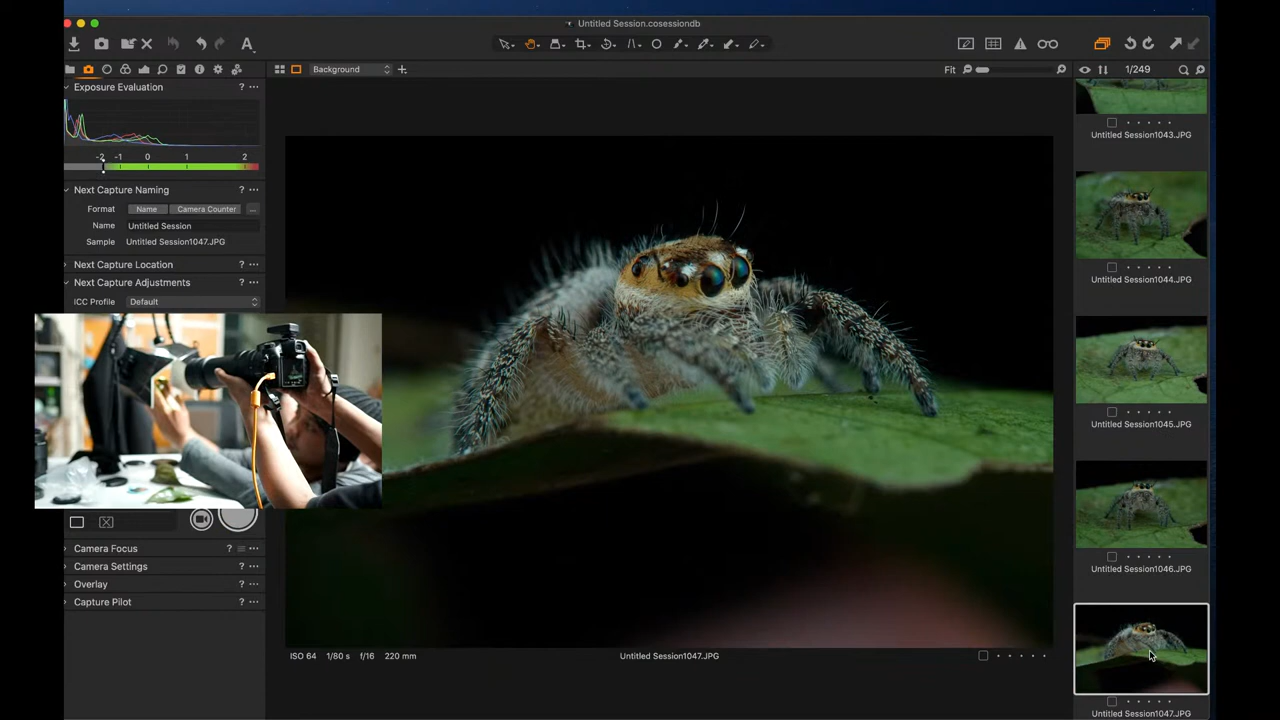 Untitled Session.cosessiondb
Background
Fit
1/249
Exposure Evaluation
-2 -1 0 1 2
Next Capture Naming
Format Name Camera Counter ...
Name Untitled Session
Sample Untitled Session1047.JPG
Next Capture Location
Next Capture Adjustments
ICC Profile Default
Camera Focus
Camera Settings
Overlay
Capture Pilot
ISO 64 1/80 s f/16 220 mm
Untitled Session1047.JPG
Untitled Session1043.JPG
Untitled Session1044.JPG
Untitled Session1045.JPG
Untitled Session1046.JPG
Untitled Session1047.JPG